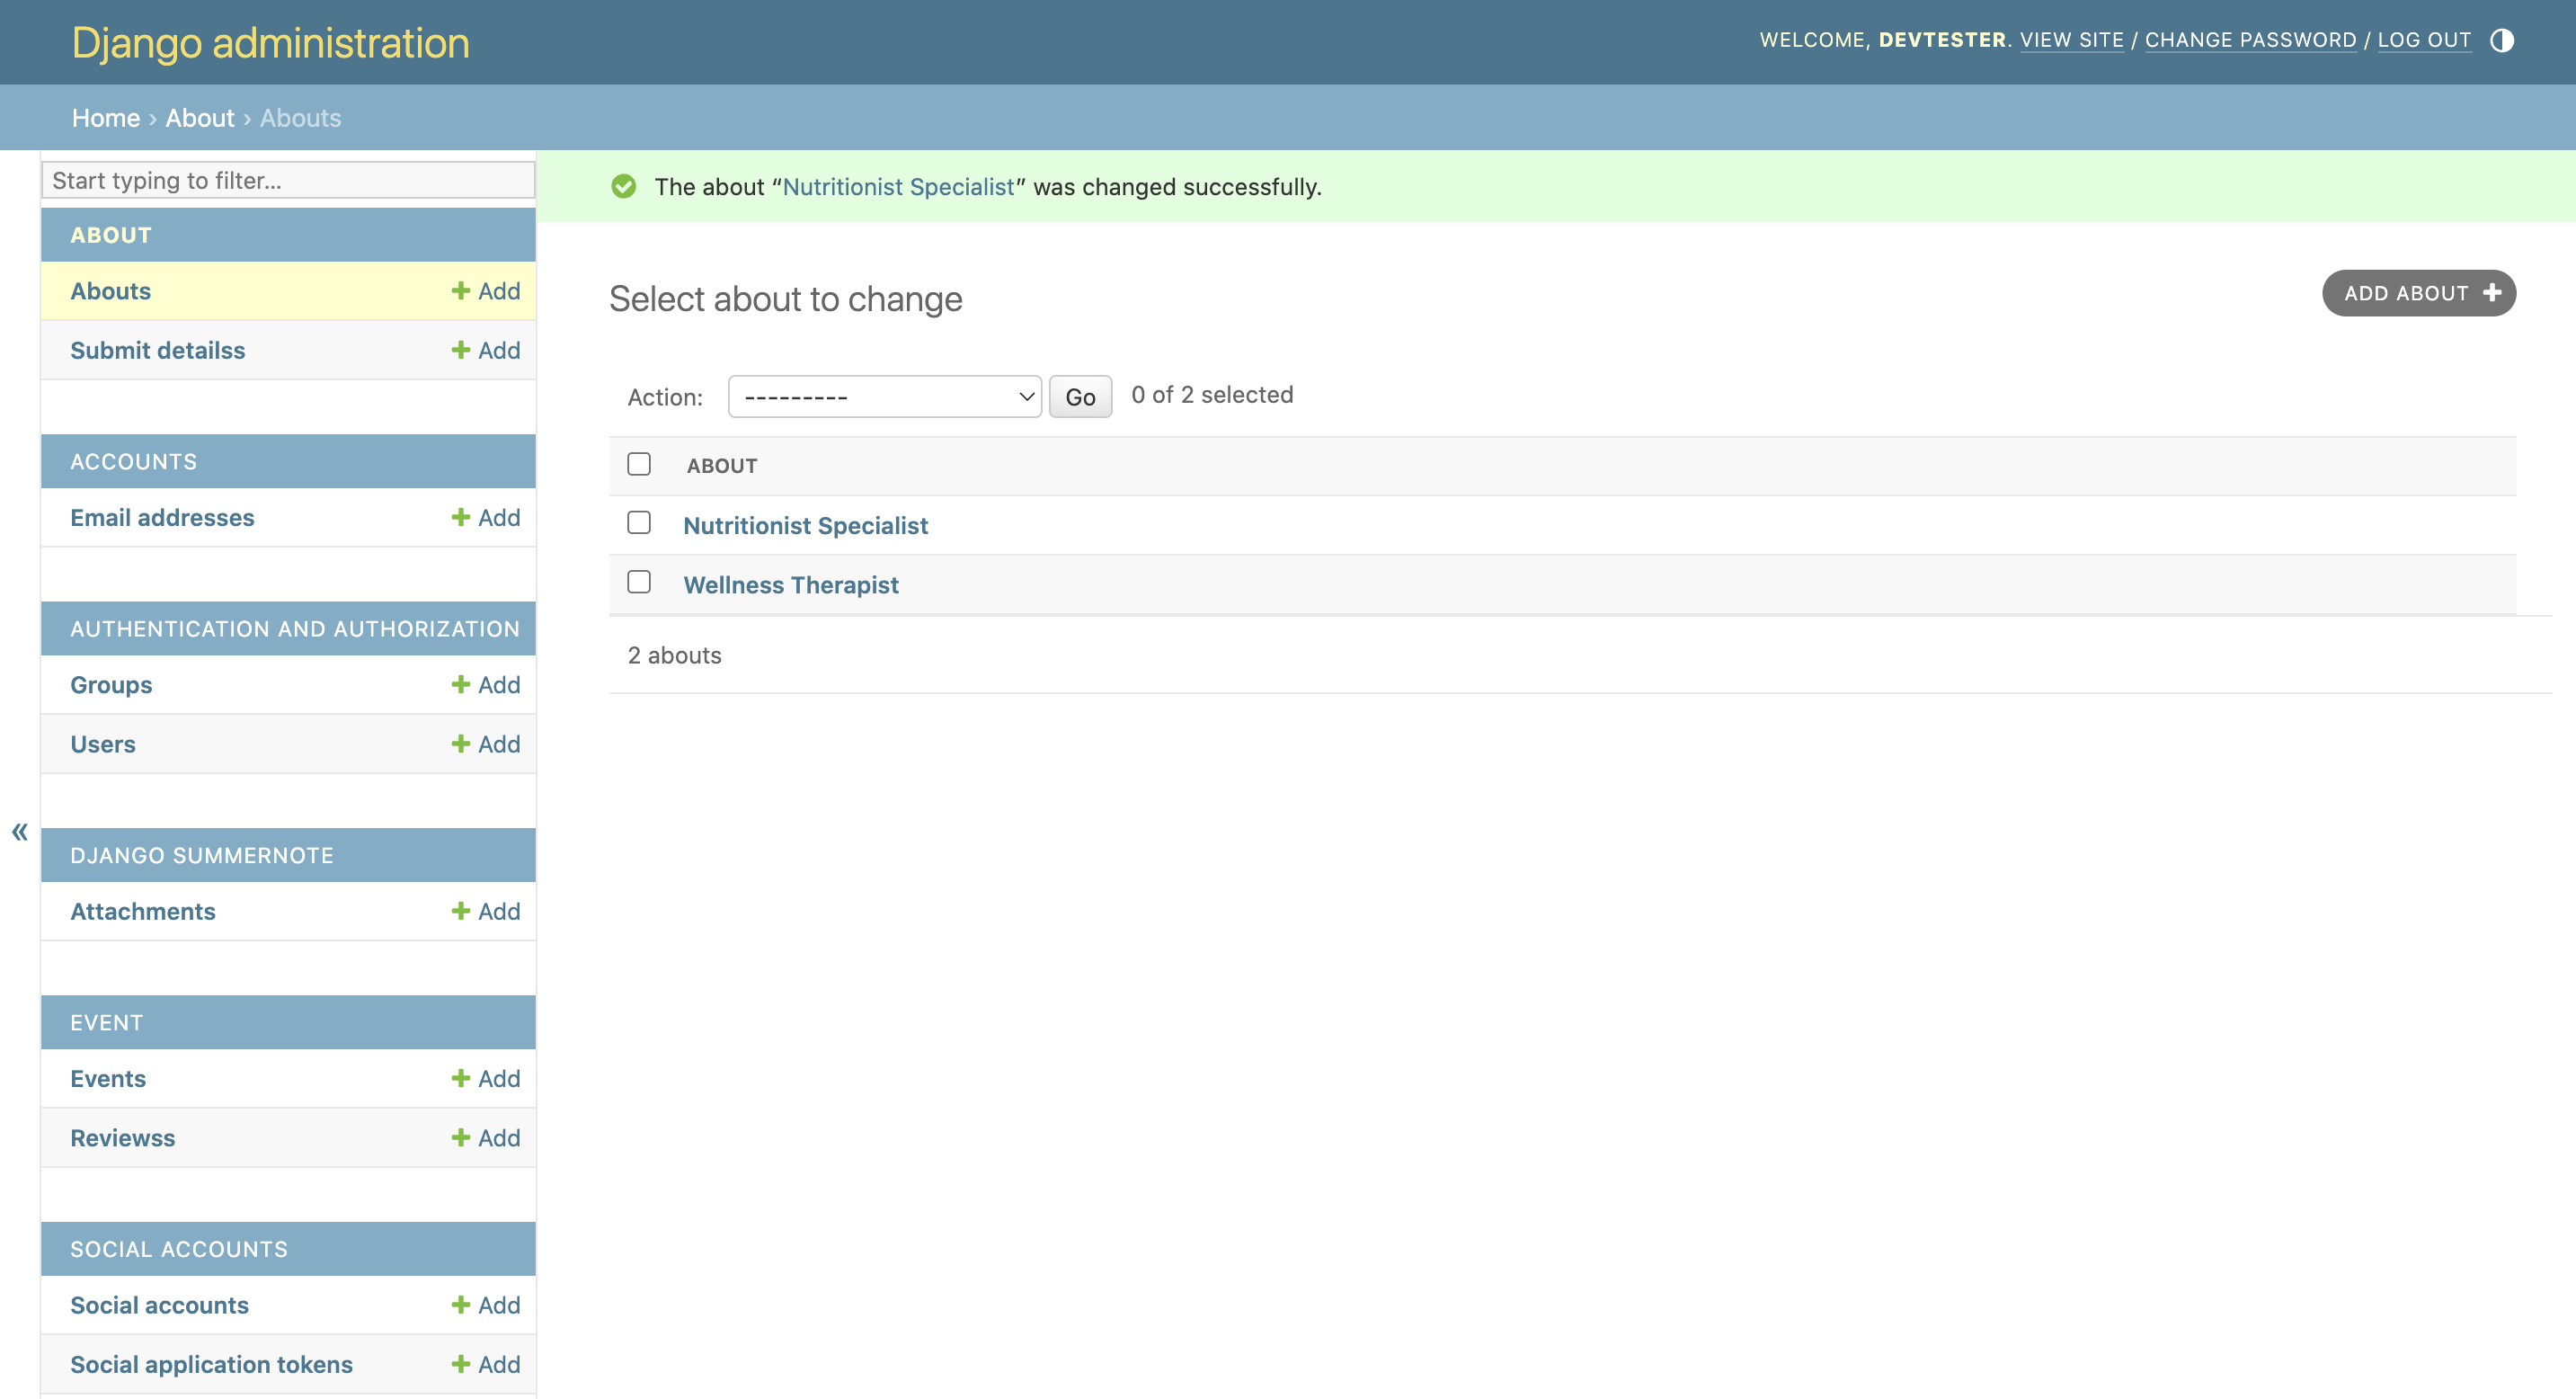 Django administration
WELCOME, DEVTESTER. VIEW SITE / CHANGE PASSWORD / LOG OUT
Home › About › Abouts
Start typing to filter...
ABOUT
Abouts + Add
Submit detailss + Add
ACCOUNTS
Email addresses + Add
AUTHENTICATION AND AUTHORIZATION
Groups + Add
Users + Add
«
DJANGO SUMMERNOTE
Attachments + Add
EVENT
Events + Add
Reviewss + Add
SOCIAL ACCOUNTS
Social accounts + Add
Social application tokens + Add
The about “Nutritionist Specialist” was changed successfully.
Select about to change
ADD ABOUT +
Action: --------- Go 0 of 2 selected
ABOUT
Nutritionist Specialist
Wellness Therapist
2 abouts